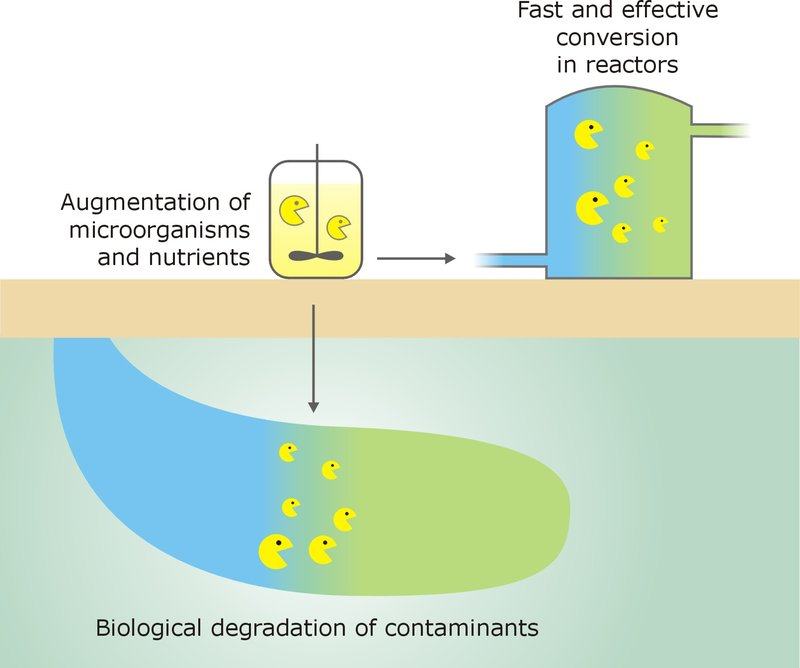 Fast and effective
conversion
in reactors
Augmentation of
microorganisms
and nutrients
Biological degradation of contaminants